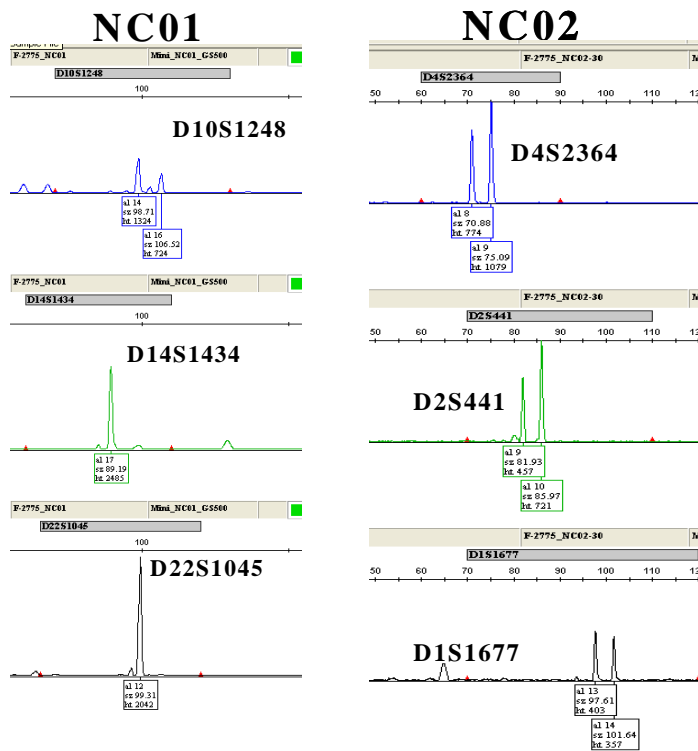 NC01
F-2775_NC01 Mini_NC01_GS500
D10S1248
100
D10S1248
al 14
sz 98.71
ht 1324
al 16
sz 106.52
ht 724
F-2775_NC01 Mini_NC01_GS500
D14S1434
100
D14S1434
al 17
sz 89.19
ht 2485
F-2775_NC01 Mini_NC01_GS500
D22S1045
100
D22S1045
al 12
sz 99.31
ht 2042
NC02
F-2775_NC02-30 M
D4S2364
50 60 70 80 90 100 110 120
D4S2364
al 8
sz 70.88
ht 774
al 9
sz 75.09
ht 1079
F-2775_NC02-30 M
D2S441
50 60 70 80 90 100 110 120
D2S441
al 9
sz 81.93
ht 457
al 10
sz 85.97
ht 721
F-2775_NC02-30 M
D1S1677
50 60 70 80 90 100 110 120
D1S1677
al 13
sz 97.61
ht 403
al 14
sz 101.64
ht 357